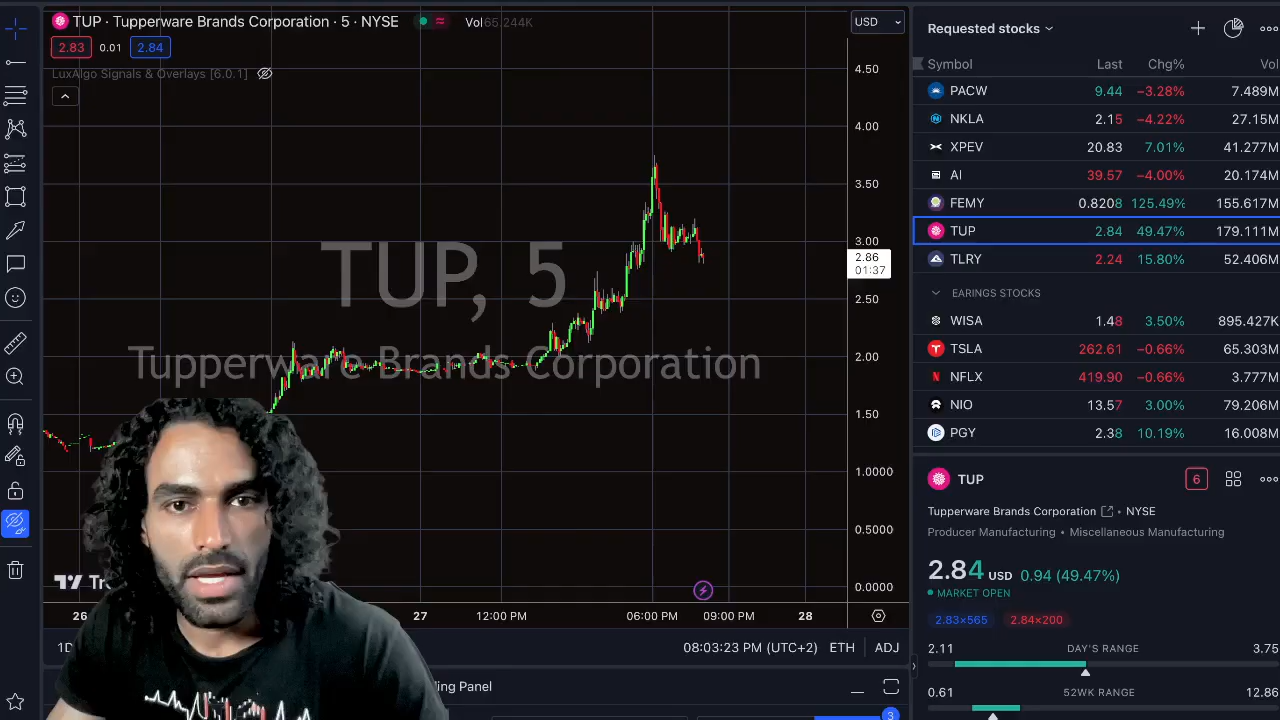 TUP · Tupperware Brands Corporation · 5 · NYSE
Vol 65.244K
USD
2.83 0.01 2.84
LuxAlgo Signals & Overlays [6.0.1]
4.50
4.00
3.50
3.00
2.86
01:37
2.50
2.00
1.50
1.0000
0.5000
0.0000
TUP, 5
Tupperware Brands Corporation
26 27 12:00 PM 06:00 PM 09:00 PM 28
1D
08:03:23 PM (UTC+2) ETH ADJ
Panel
3
Requested stocks
Symbol Last Chg% Vol
PACW 9.44 −3.28% 7.489M
NKLA 2.15 −4.22% 27.15M
XPEV 20.83 7.01% 41.277M
AI 39.57 −4.00% 20.174M
FEMY 0.8208 125.49% 155.617M
TUP 2.84 49.47% 179.111M
TLRY 2.24 15.80% 52.406M
EARINGS STOCKS
WISA 1.48 3.50% 895.427K
TSLA 262.61 −0.66% 66.303M
NFLX 419.90 −0.66% 3.777M
NIO 13.57 3.00% 79.206M
PGY 2.38 10.19% 16.008M
TUP
6
Tupperware Brands Corporation • NYSE
Producer Manufacturing • Miscellaneous Manufacturing
2.84 USD 0.94 (49.47%)
MARKET OPEN
2.83×565 2.84×200
2.11 DAY'S RANGE 3.75
0.61 52WK RANGE 12.86